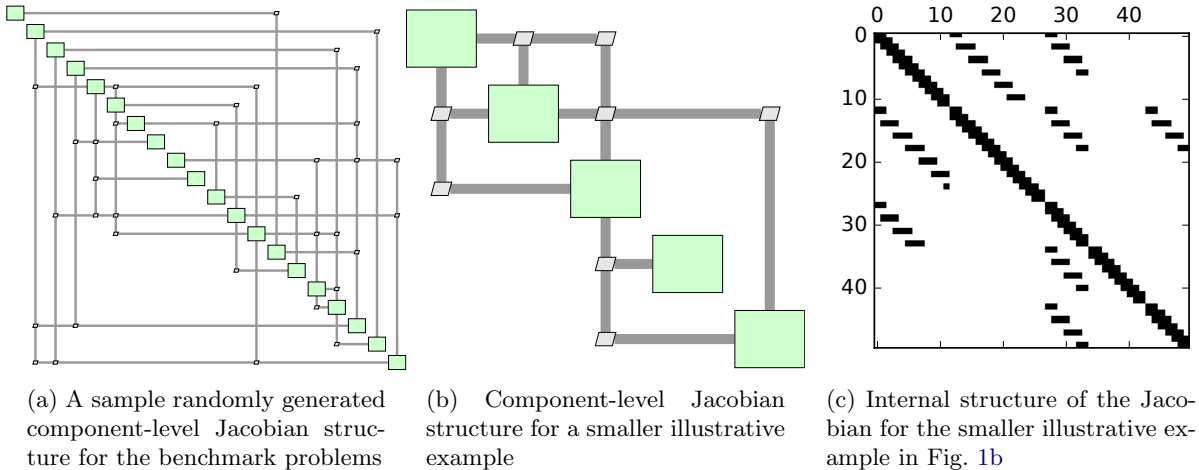 0 10 20 30 40
0
10
20
30
40
(a) A sample randomly generated
component-level Jacobian struc-
ture for the benchmark problems
(b) Component-level Jacobian
structure for a smaller illustrative
example
(c) Internal structure of the Jaco-
bian for the smaller illustrative ex-
ample in Fig. 1b